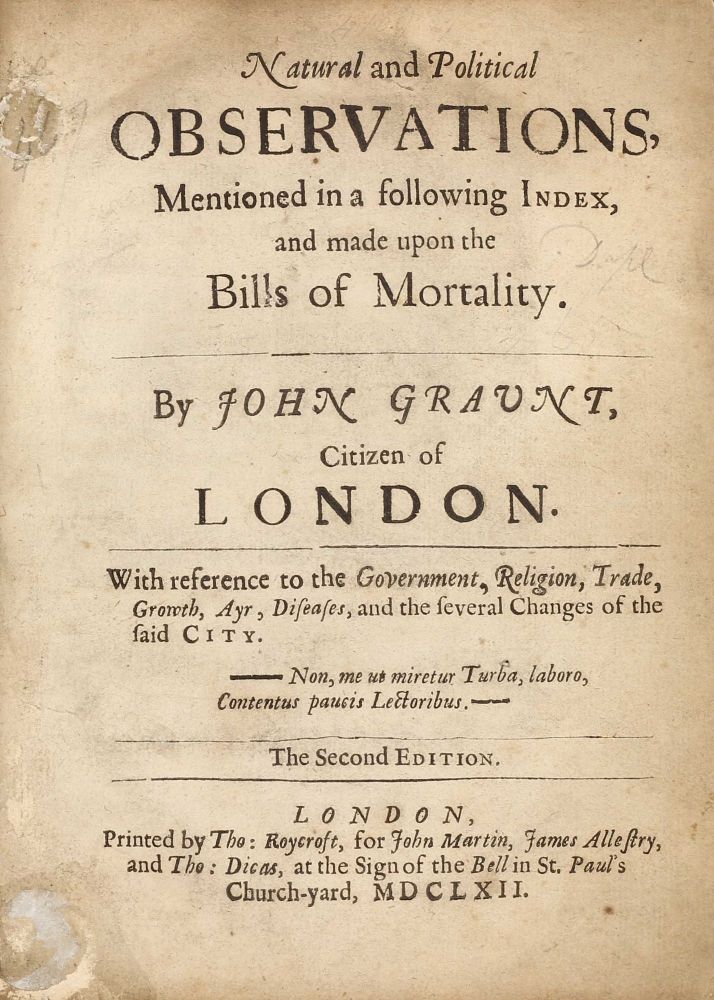 Natural and Political
OBSERVATIONS,
Mentioned in a following INDEX,
and made upon the
Bills of Mortality.
By JOHN GRAUNT,
Citizen of
LONDON.
With reference to the Government, Religion, Trade,
Growth, Ayr, Diſeaſes, and the ſeveral Changes of the
ſaid CITY.
—— Non, me ut miretur Turba, laboro,
Contentus paucis Lectoribus. ——
The Second EDITION.
LONDON,
Printed by Tho: Roycroft, for John Martin, James Alleſtry,
and Tho: Dicas, at the Sign of the Bell in St. Paul's
Church-yard, MDCLXII.